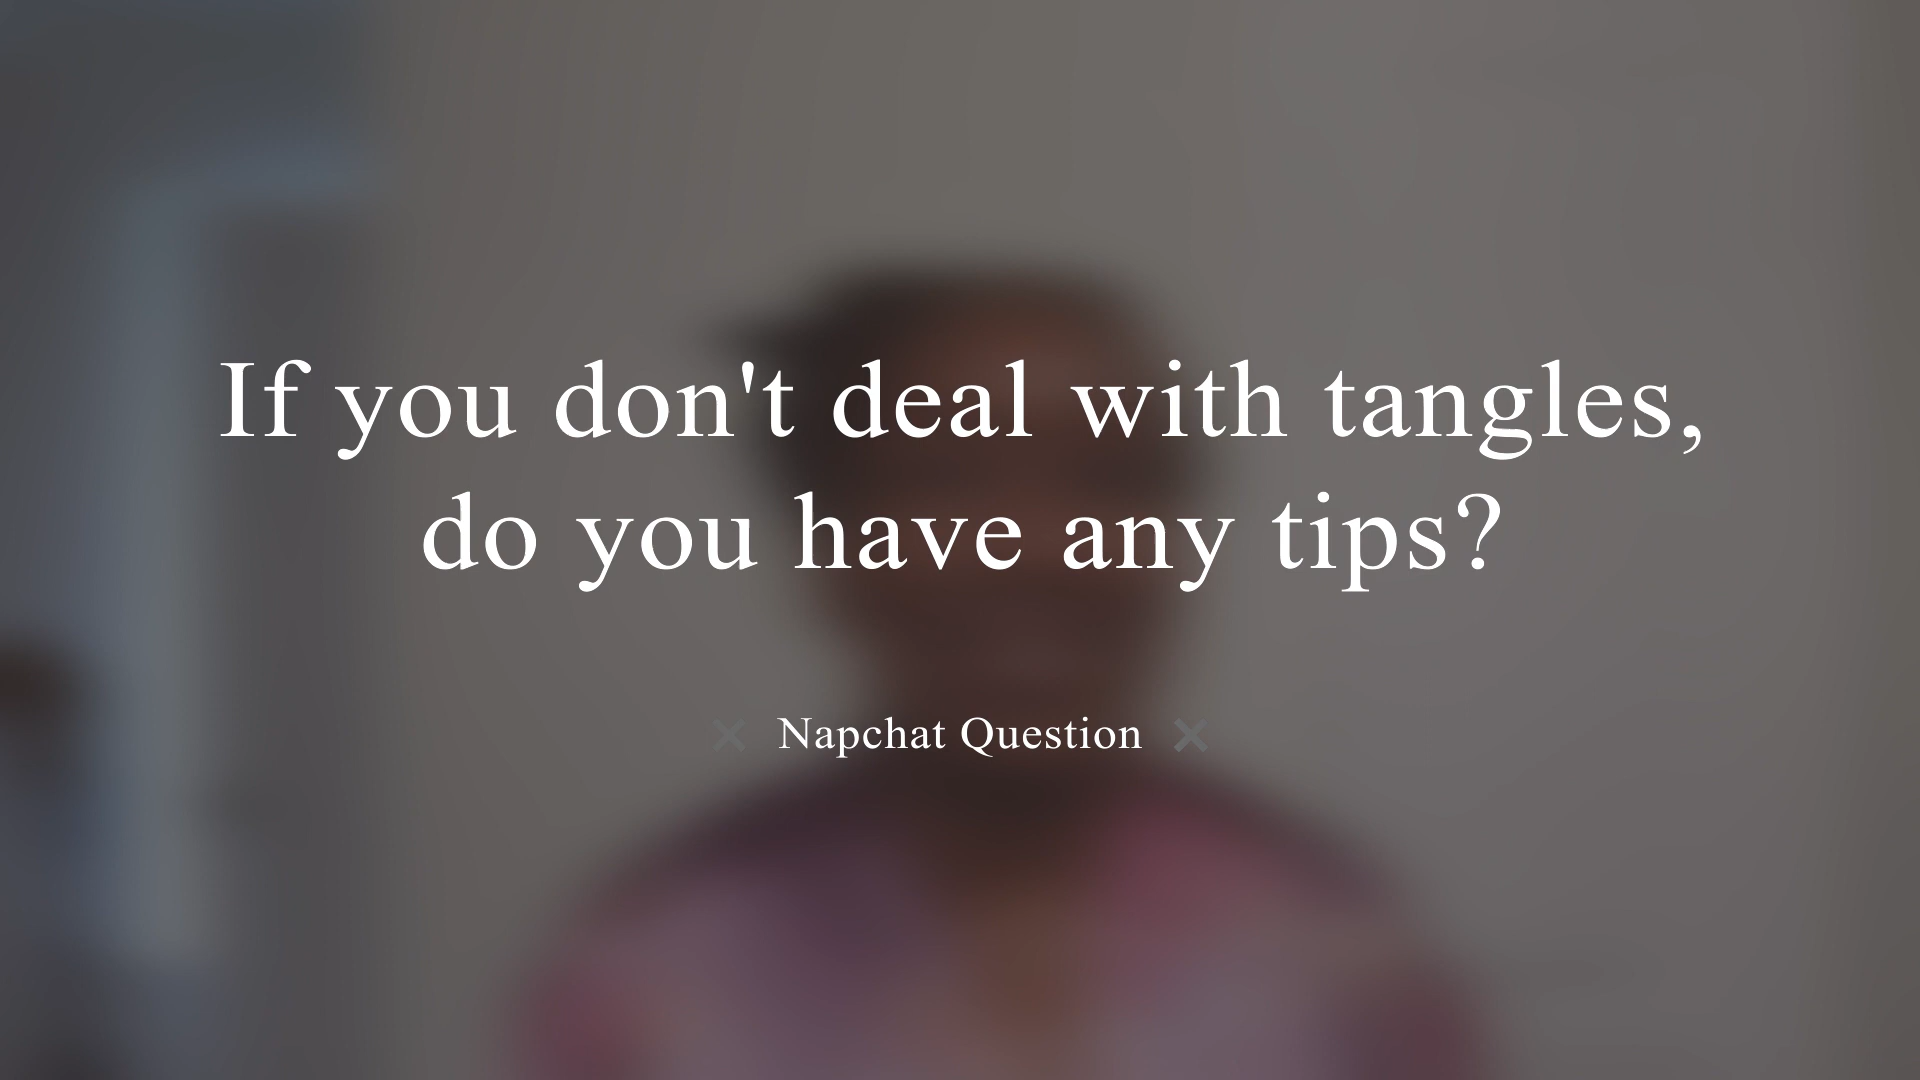 If you don't deal with tangles,
do you have any tips?
Napchat Question